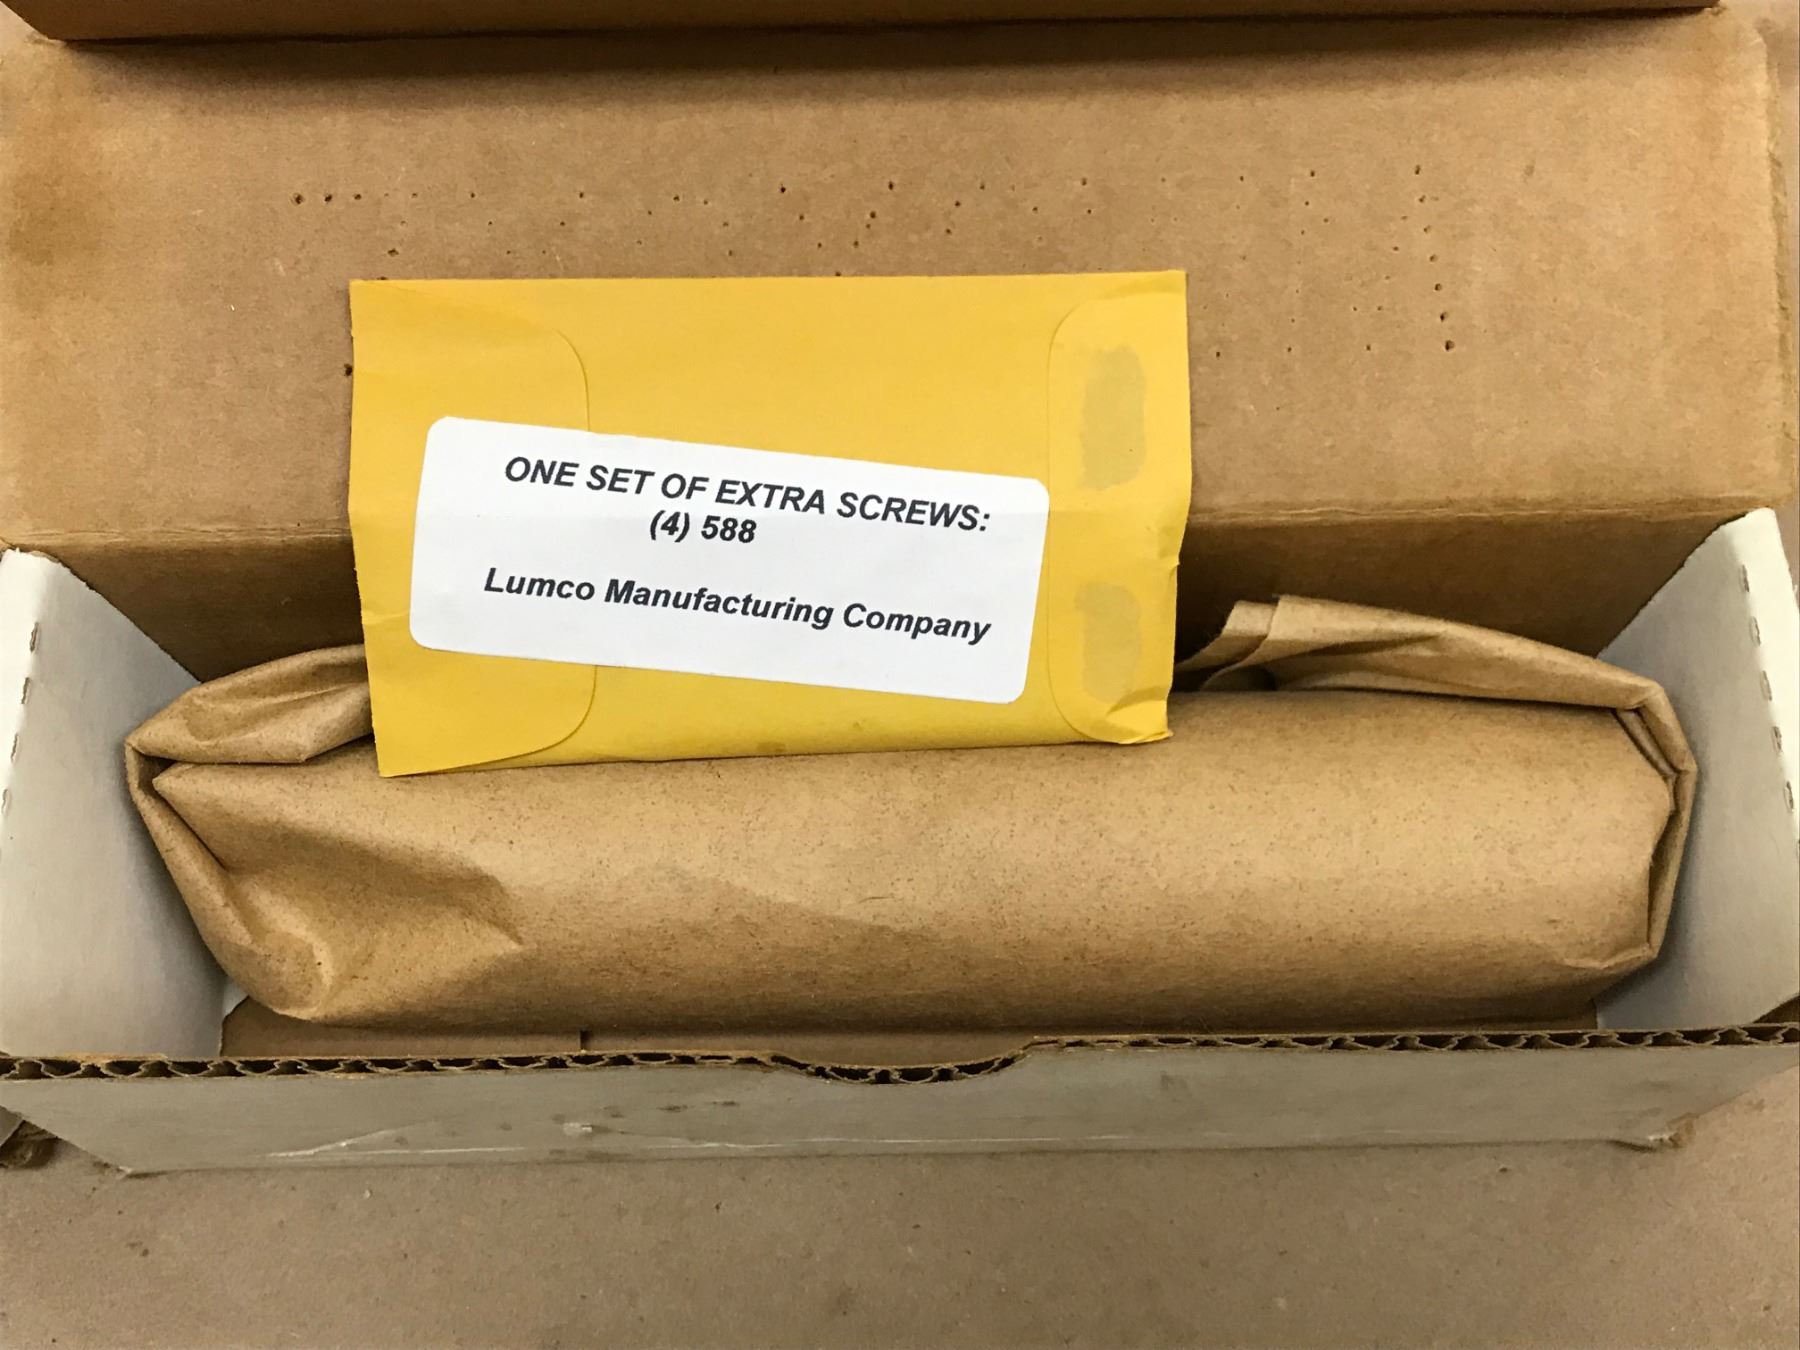 ONE SET OF EXTRA SCREWS:
(4) 588
Lumco Manufacturing Company